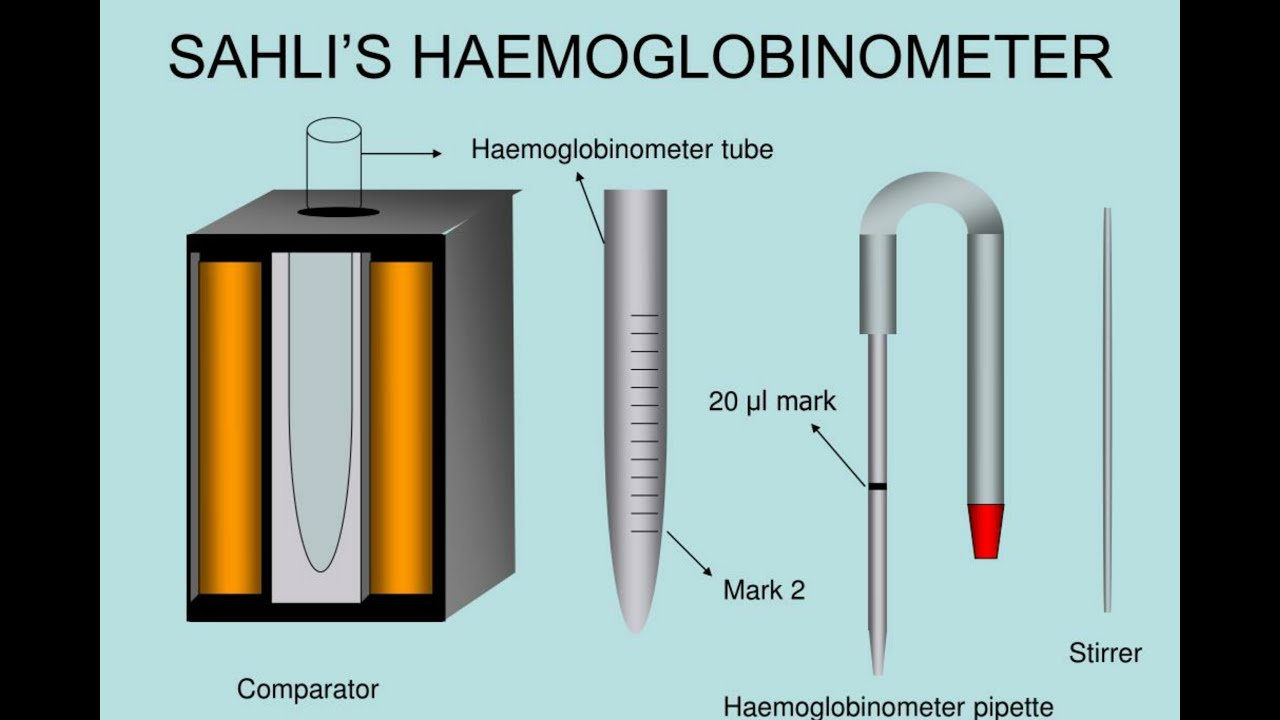 SAHLI’S HAEMOGLOBINOMETER
Haemoglobinometer tube
20 µl mark
Mark 2
Stirrer
Comparator
Haemoglobinometer pipette